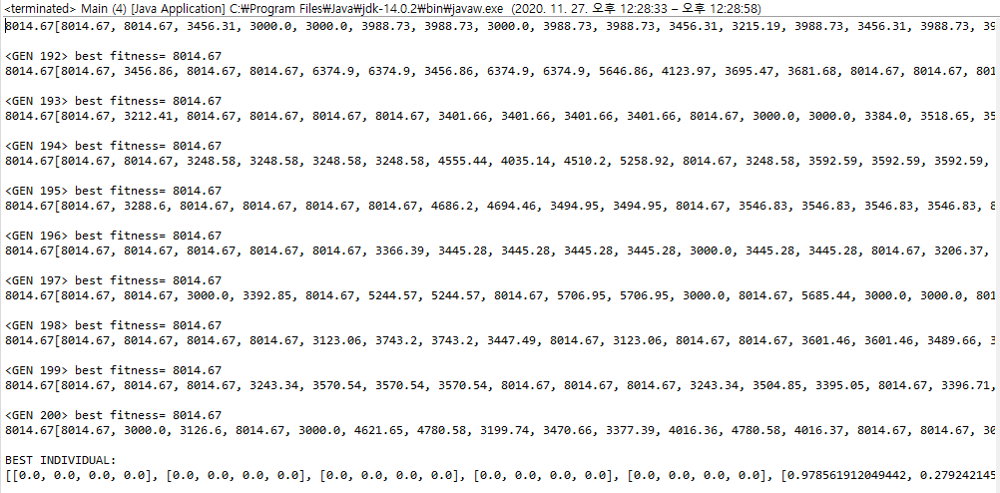 <terminated> Main (4) [Java Application] C:₩Program Files₩Java₩jdk-14.0.2₩bin₩javaw.exe (2020. 11. 27. 오후 12:28:33 – 오후 12:28:58)
8014.67[8014.67, 8014.67, 3456.31, 3000.0, 3000.0, 3988.73, 3988.73, 3000.0, 3988.73, 3988.73, 3456.31, 3215.19, 3988.73, 3456.31, 3988.73, 39
<GEN 192> best fitness= 8014.67
8014.67[8014.67, 3456.86, 8014.67, 8014.67, 6374.9, 6374.9, 3456.86, 6374.9, 6374.9, 5646.86, 4123.97, 3695.47, 3681.68, 8014.67, 8014.67, 801
<GEN 193> best fitness= 8014.67
8014.67[8014.67, 3212.41, 8014.67, 8014.67, 8014.67, 8014.67, 3401.66, 3401.66, 3401.66, 3401.66, 8014.67, 3000.0, 3000.0, 3384.0, 3518.65, 35
<GEN 194> best fitness= 8014.67
8014.67[8014.67, 8014.67, 3248.58, 3248.58, 3248.58, 3248.58, 4555.44, 4035.14, 4510.2, 5258.92, 8014.67, 3248.58, 3592.59, 3592.59, 3592.59,
<GEN 195> best fitness= 8014.67
8014.67[8014.67, 3288.6, 8014.67, 8014.67, 8014.67, 8014.67, 4686.2, 4694.46, 3494.95, 3494.95, 8014.67, 3546.83, 3546.83, 3546.83, 3546.83, 8
<GEN 196> best fitness= 8014.67
8014.67[8014.67, 8014.67, 8014.67, 8014.67, 8014.67, 8014.67, 3366.39, 3445.28, 3445.28, 3445.28, 3445.28, 3000.0, 3445.28, 3445.28, 8014.67, 3206.37,
<GEN 197> best fitness= 8014.67
8014.67[8014.67, 8014.67, 3000.0, 3392.85, 8014.67, 5244.57, 5244.57, 8014.67, 5706.95, 5706.95, 3000.0, 8014.67, 5685.44, 3000.0, 3000.0, 801
<GEN 198> best fitness= 8014.67
8014.67[8014.67, 8014.67, 8014.67, 8014.67, 3123.06, 3743.2, 3743.2, 3447.49, 8014.67, 3123.06, 8014.67, 8014.67, 3601.46, 3601.46, 3489.66, 3
<GEN 199> best fitness= 8014.67
8014.67[8014.67, 8014.67, 8014.67, 3243.34, 3570.54, 3570.54, 3570.54, 8014.67, 8014.67, 8014.67, 3243.34, 3504.85, 3395.05, 8014.67, 3396.71,
<GEN 200> best fitness= 8014.67
8014.67[8014.67, 3000.0, 3126.6, 8014.67, 3000.0, 4621.65, 4780.58, 3199.74, 3470.66, 3377.39, 4016.36, 4780.58, 4016.37, 8014.67, 8014.67, 30
BEST INDIVIDUAL:
[[0.0, 0.0, 0.0, 0.0], [0.0, 0.0, 0.0, 0.0, 0.0], [0.0, 0.0, 0.0, 0.0], [0.0, 0.0, 0.0, 0.0], [0.0, 0.0, 0.0, 0.0], [0.978561912049442, 0.279242145